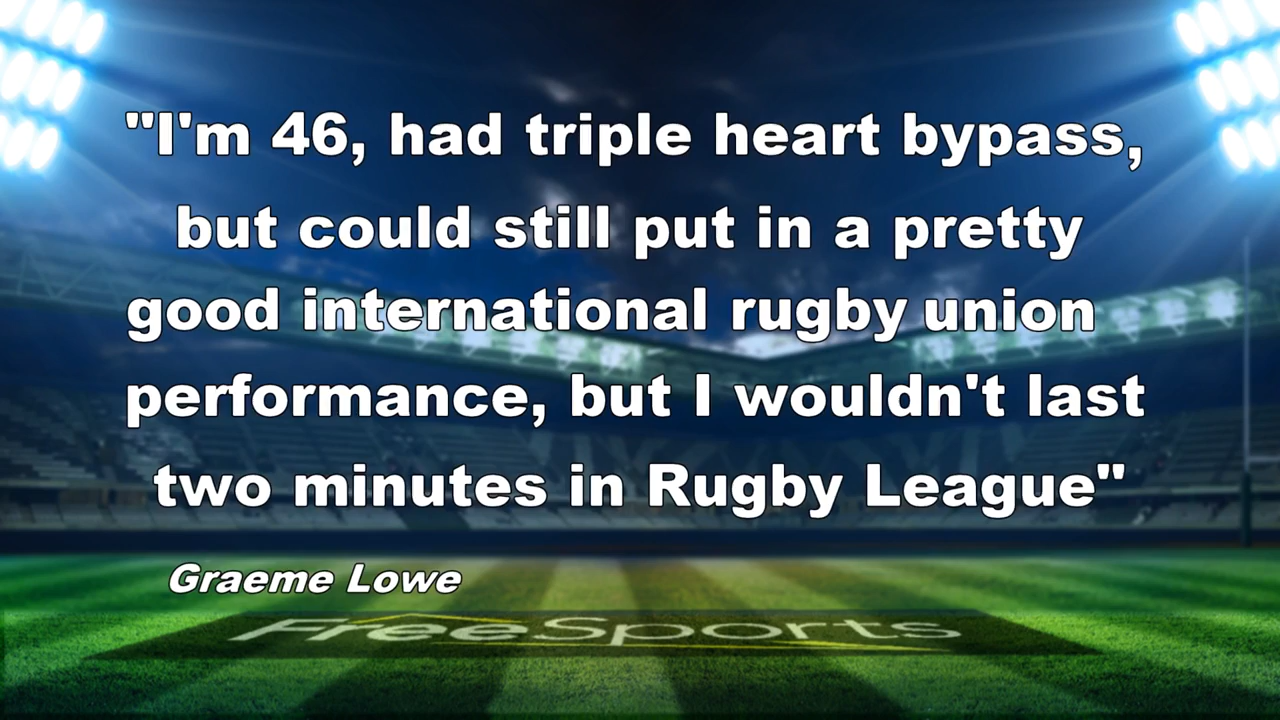 "I'm 46, had triple heart bypass,
but could still put in a pretty
good international rugby union
performance, but I wouldn't last
two minutes in Rugby League"
Graeme Lowe
FreeSports